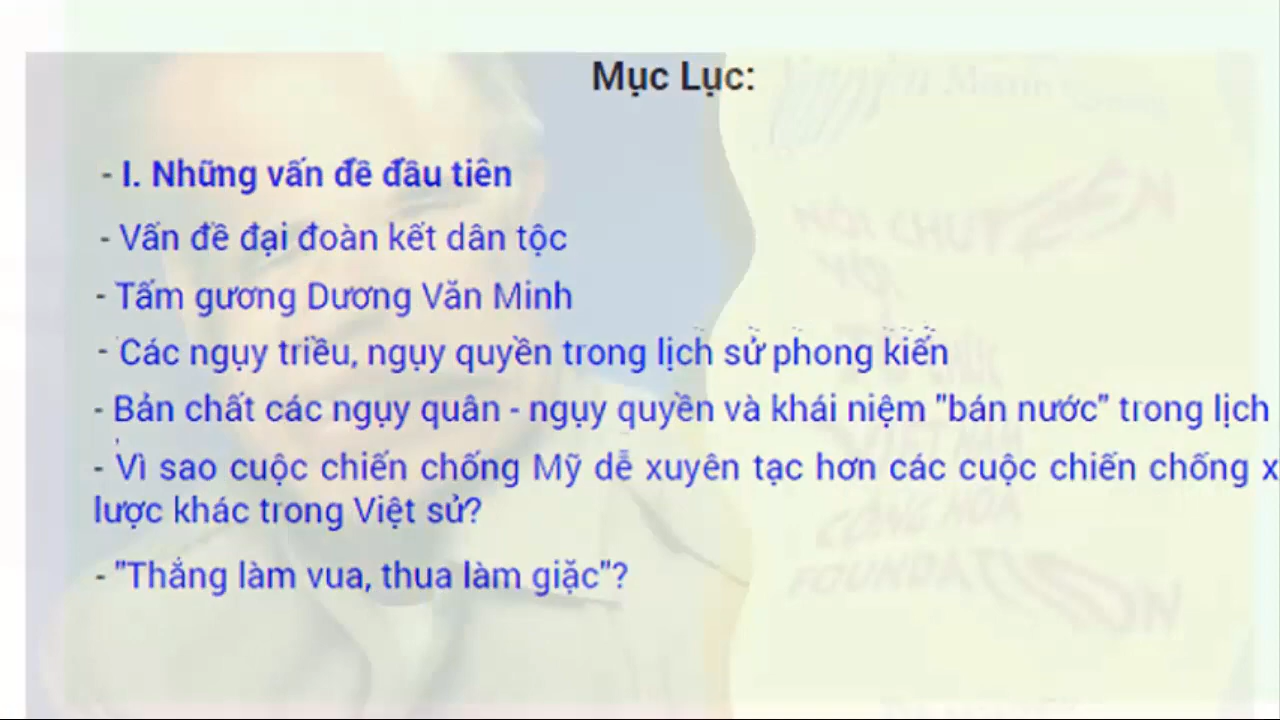 Mục Lục:
- I. Những vấn đề đầu tiên
- Vấn đề đại đoàn kết dân tộc
- Tấm gương Dương Văn Minh
- Các ngụy triều, ngụy quyền trong lịch sử phong kiến
- Bản chất các ngụy quân - ngụy quyền và khái niệm "bán nước" trong lịch
- Vì sao cuộc chiến chống Mỹ dễ xuyên tạc hơn các cuộc chiến chống x
lược khác trong Việt sử?
- "Thắng làm vua, thua làm giặc"?